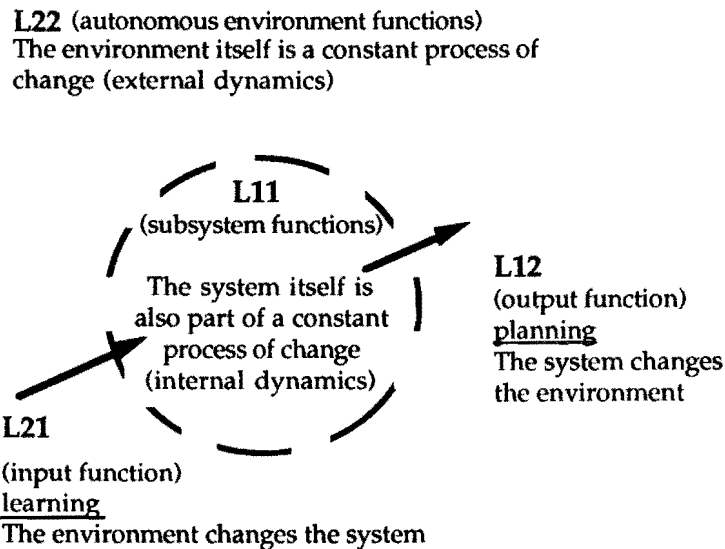 L22 (autonomous environment functions)
The environment itself is a constant process of
change (external dynamics)
L11
(subsystem functions)
The system itself is
also part of a constant
process of change
(internal dynamics)
L12
(output function)
planning
The system changes
the environment
L21
(input function)
learning
The environment changes the system